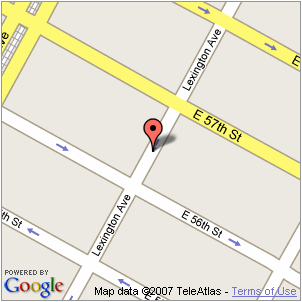 Lexington Ave
E
ve
E 57th St
E 56th St
th St
Lexington Ave
POWERED BY
Google
Map data ©2007 TeleAtlas - Terms of Use